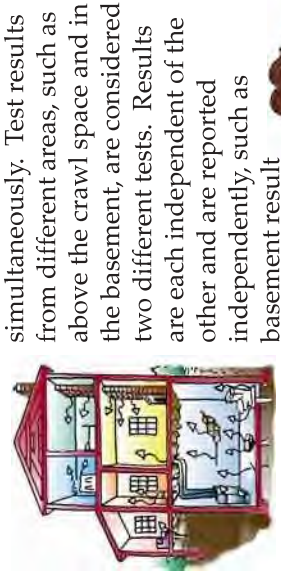 simultaneously. Test results
from different areas, such as
above the crawl space and in
the basement, are considered
two different tests. Results
are each independent of the
other and are reported
independently, such as
basement result